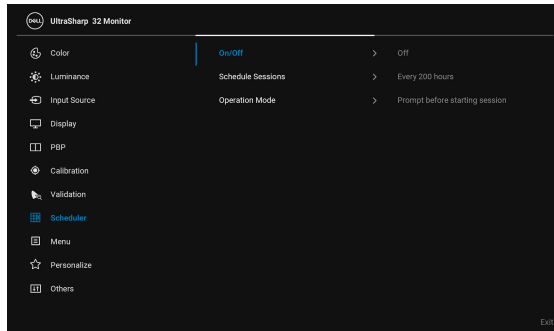 DELL UltraSharp 32 Monitor
Color On/Off > Off
Luminance Schedule Sessions > Every 200 hours
Input Source Operation Mode > Prompt before starting session
Display
PBP
Calibration
Validation
Scheduler
Menu
Personalize
Others
Exit